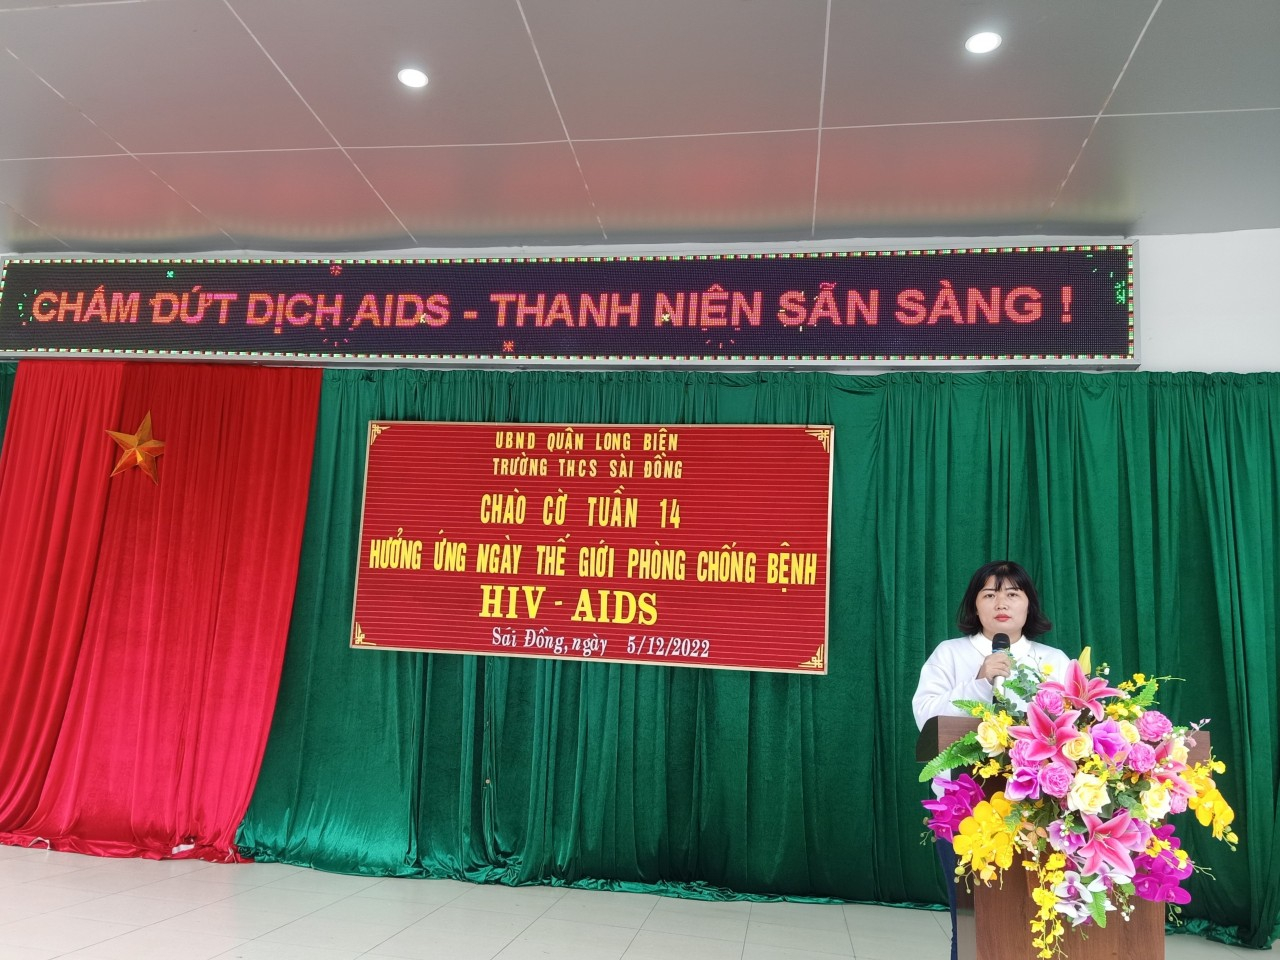 CHẤM DỨT DỊCH AIDS - THANH NIÊN SẴN SÀNG !
UBND QUẬN LONG BIÊN
TRƯỜNG THCS SÀI ĐỒNG
CHÀO CỜ TUẦN 14
HƯỞNG ỨNG NGÀY THẾ GIỚI PHÒNG CHỐNG BỆNH
HIV - AIDS
Sài Đồng, ngày 5/12/2022